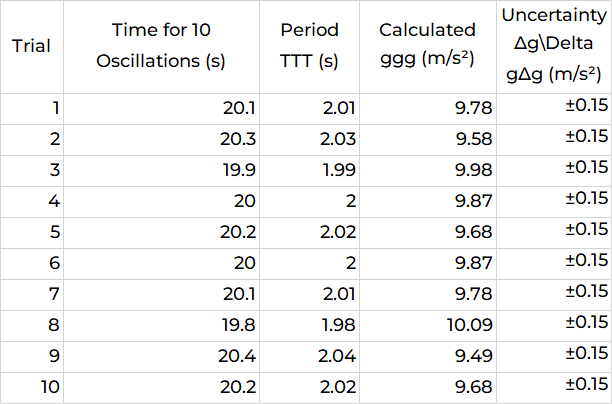 Trial Time for 10 Oscillations (s) Period TTT (s) Calculated ggg (m/s²) Uncertainty Δg\Delta gΔg (m/s²)
1 20.1 2.01 9.78 ±0.15
2 20.3 2.03 9.58 ±0.15
3 19.9 1.99 9.98 ±0.15
4 20 2 9.87 ±0.15
5 20.2 2.02 9.68 ±0.15
6 20 2 9.87 ±0.15
7 20.1 2.01 9.78 ±0.15
8 19.8 1.98 10.09 ±0.15
9 20.4 2.04 9.49 ±0.15
10 20.2 2.02 9.68 ±0.15